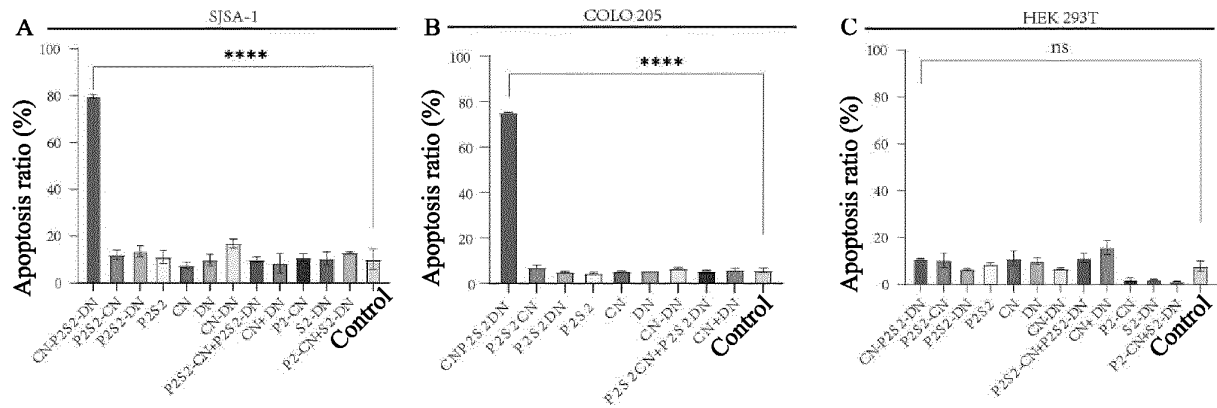 A
SJSA-1
****
Apoptosis ratio (%)
100
80
60
40
20
0
CN-P2S2-DN
P2S2-CN
P2S2-DN
P2S2
CN
DN
CN-DN
P2S2-CN+P2S2-DN
CN+ DN
P2-CN
S2-DN
P2-CN+S2-DN
Control
B
COLO 205
****
Apoptosis ratio (%)
100
80
60
40
20
0
CNP2S2DN
P2S2CN
P2S2DN
P2S2
CN
DN
CN-DN
P2S2CN+P2S2DN
CN+DN
Control
C
HEK 293T
ns
Apoptosis ratio (%)
100
80
60
40
20
0
CN-P2S2-DN
P2S2-CN
P2S2-DN
P2S2
CN
DN
CN-DN
P2S2-CN+P2S2-DN
CN+ DN
P2-CN
S2-DN
P2-CN+S2-DN
Control